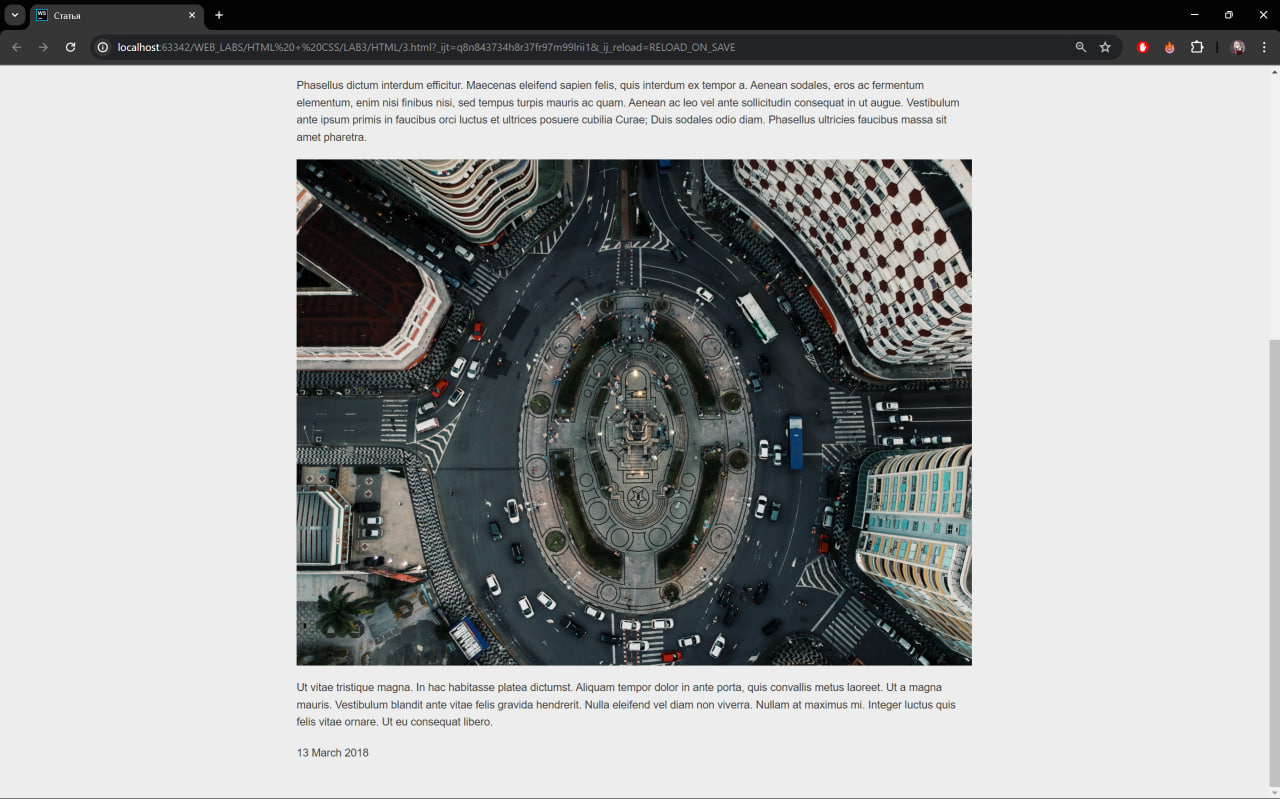 WS
Статья
localhost:63342/WEB_LABS/HTML%20+%20CSS/LAB3/HTML/3.html?_ijt=q8n843734h8r37fr97m99lrii1&_ij_reload=RELOAD_ON_SAVE
Phasellus dictum interdum efficitur. Maecenas eleifend sapien felis, quis interdum ex tempor a. Aenean sodales, eros ac fermentum
elementum, enim nisi finibus nisi, sed tempus turpis mauris ac quam. Aenean ac leo vel ante sollicitudin consequat in ut augue. Vestibulum
ante ipsum primis in faucibus orci luctus et ultrices posuere cubilia Curae; Duis sodales odio diam. Phasellus ultricies faucibus massa sit
amet pharetra.
Ut vitae tristique magna. In hac habitasse platea dictumst. Aliquam tempor dolor in ante porta, quis convallis metus laoreet. Ut a magna
mauris. Vestibulum blandit ante vitae felis gravida hendrerit. Nulla eleifend vel diam non viverra. Nullam at maximus mi. Integer luctus quis
felis vitae ornare. Ut eu consequat libero.
13 March 2018